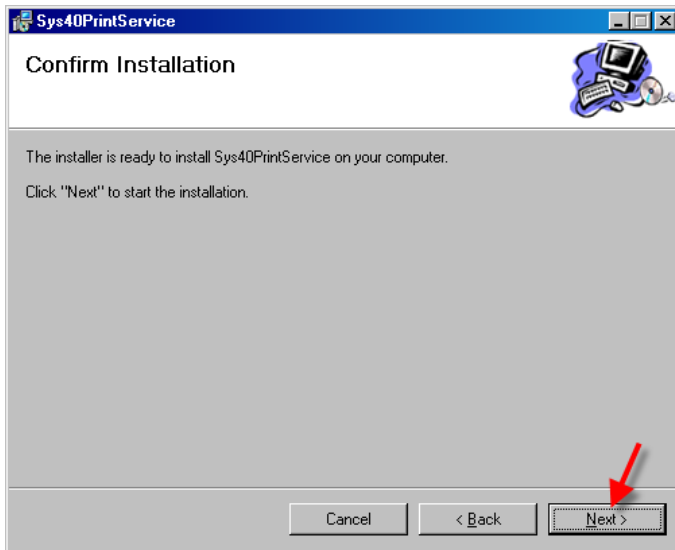 Sys40PrintService
Confirm Installation
The installer is ready to install Sys40PrintService on your computer.
Click "Next" to start the installation.
Cancel
< Back
Next >